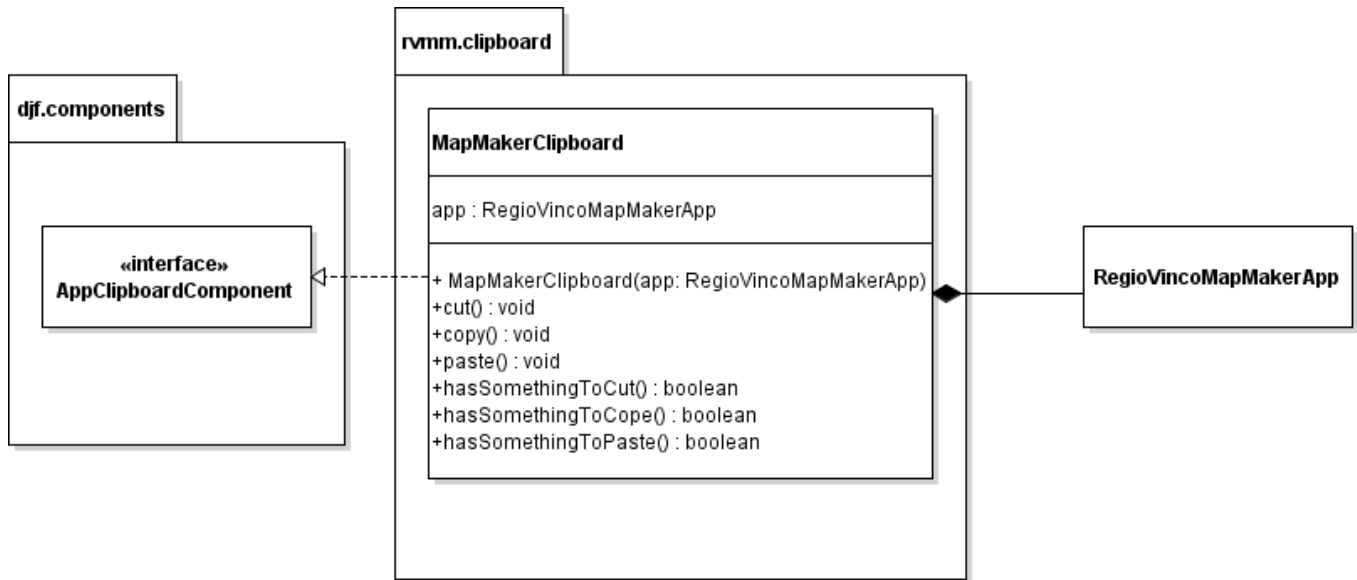 rvmm.clipboard
djf.components
MapMakerClipboard
app : RegioVincoMapMakerApp
«interface»
AppClipboardComponent
+ MapMakerClipboard(app: RegioVincoMapMakerApp)
+cut() : void
+copy() : void
+paste() : void
+hasSomethingToCut() : boolean
+hasSomethingToCope() : boolean
+hasSomethingToPaste() : boolean
RegioVincoMapMakerApp